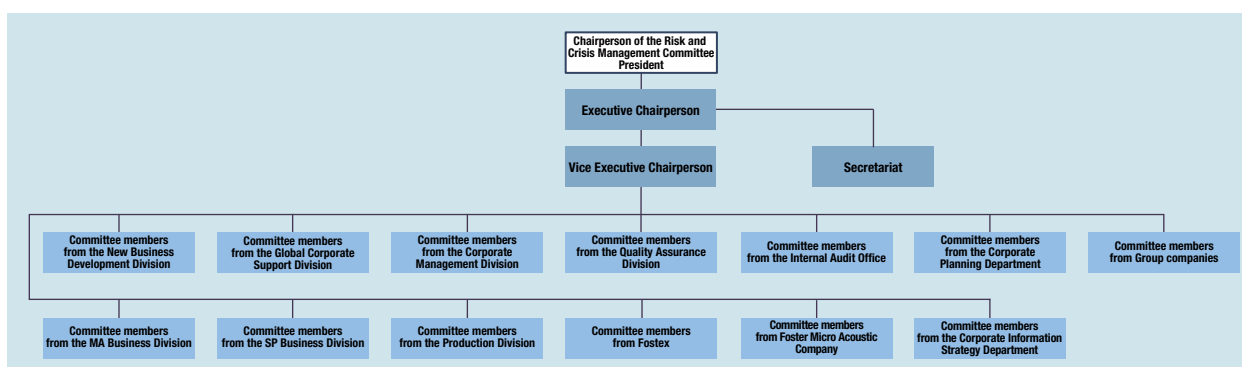 Chairperson of the Risk and
Crisis Management Committee
President
Executive Chairperson
Vice Executive Chairperson
Secretariat
Committee members
from the New Business
Development Division
Committee members
from the Global Corporate
Support Division
Committee members
from the Corporate
Management Division
Committee members
from the Quality Assurance
Division
Committee members
from the Internal Audit Office
Committee members
from the Corporate
Planning Department
Committee members
from Group companies
Committee members
from the MA Business Division
Committee members
from the SP Business Division
Committee members
from the Production Division
Committee members
from Fostex
Committee members
from Foster Micro Acoustic
Company
Committee members
from the Corporate Information
Strategy Department